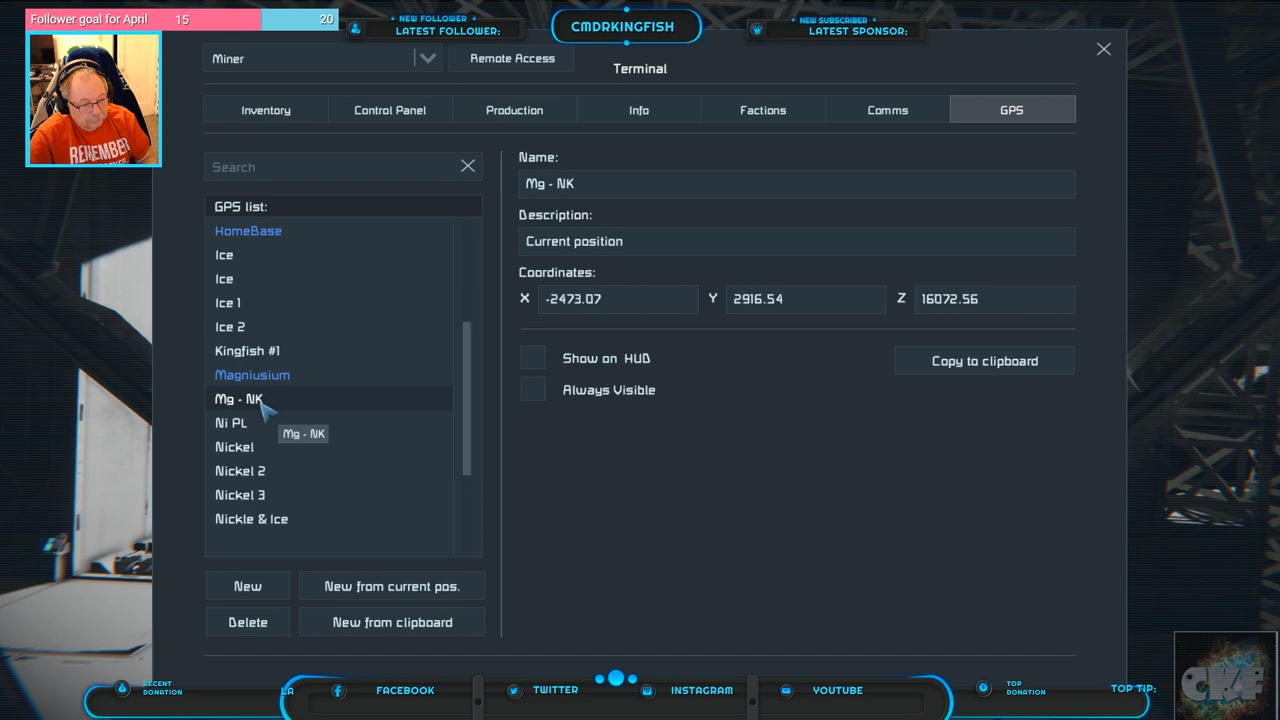 Follower goal for April 15 20
NEW FOLLOWER
LATEST FOLLOWER:
CMDRKINGFISH
NEW SUBSCRIBER
LATEST SPONSOR:
REMEMBER
Miner
Remote Access
Terminal
Inventory
Control Panel
Production
Info
Factions
Comms
GPS
Search
GPS list:
HomeBase
Ice
Ice
Ice 1
Ice 2
Kingfish #1
Magniusium
Mg - NK
Ni PL
Mg - NK
Nickel
Nickel 2
Nickel 3
Nickle & Ice
New
New from current pos.
Delete
New from clipboard
Name:
Mg - NK
Description:
Current position
Coordinates:
X -2473.07 Y 2916.54 Z 16072.56
Show on HUD
Copy to clipboard
Always Visible
RECENT
DONATION
LA
FACEBOOK
TWITTER
INSTAGRAM
YOUTUBE
TOP
DONATION
TOP TIP:
CKF